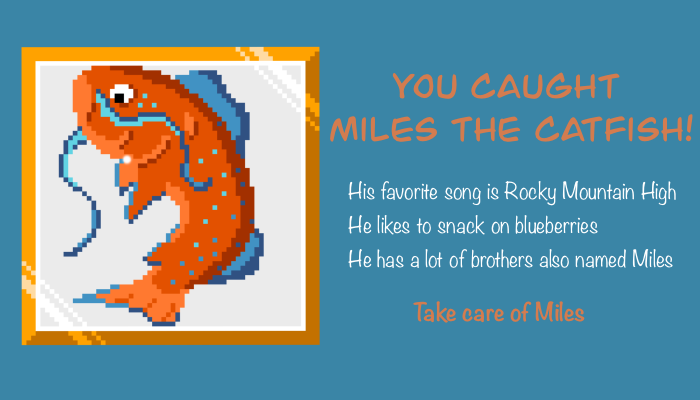 YOU CAUGHT
MILES THE CATFISH!
His favorite song is Rocky Mountain High
He likes to snack on blueberries
He has a lot of brothers also named Miles
Take care of Miles